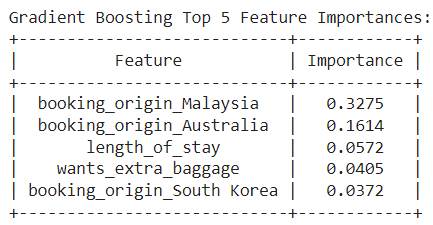 Gradient Boosting Top 5 Feature Importances:
+----------------------------+------------+
|          Feature           | Importance |
+----------------------------+------------+
|  booking_origin_Malaysia   |   0.3275   |
|  booking_origin_Australia  |   0.1614   |
|       length_of_stay       |   0.0572   |
|    wants_extra_baggage     |   0.0405   |
| booking_origin_South Korea |   0.0372   |
+----------------------------+------------+